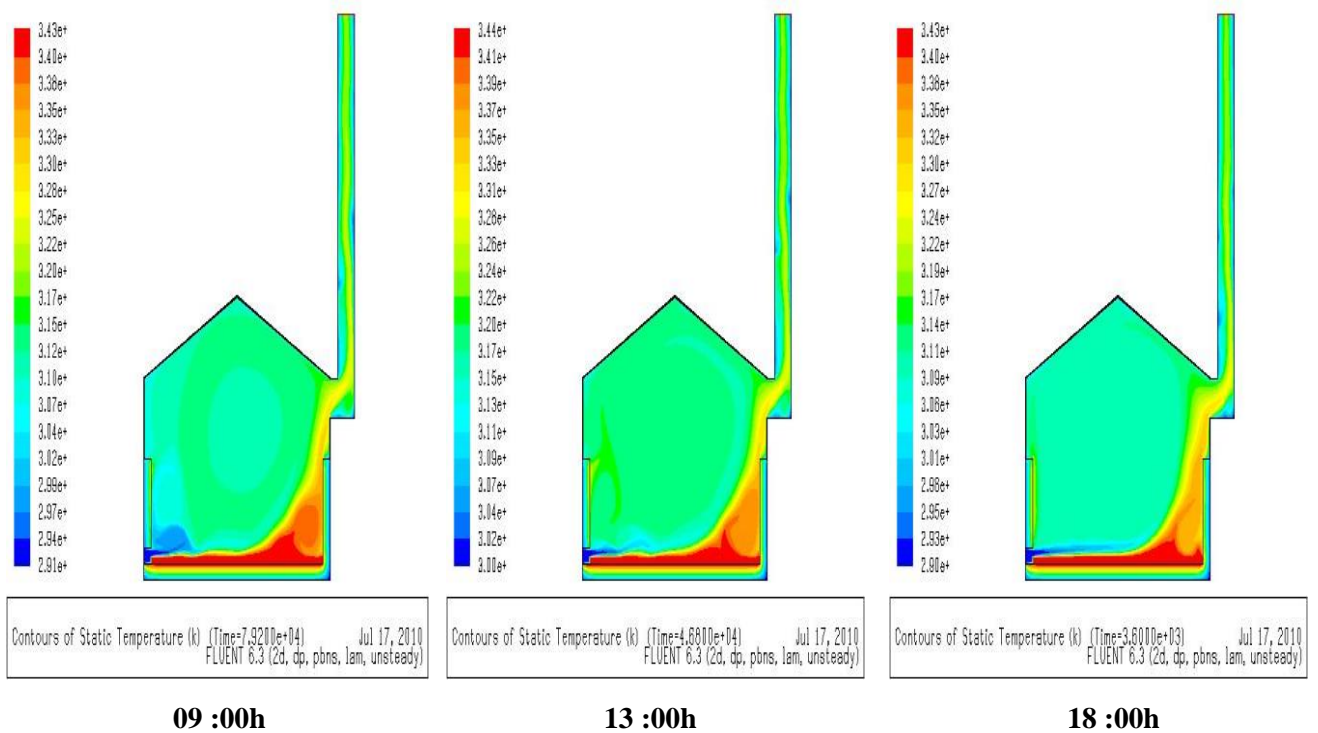 3.43e+
3.40e+
3.38e+
3.35e+
3.33e+
3.30e+
3.28e+
3.25e+
3.22e+
3.20e+
3.17e+
3.15e+
3.12e+
3.10e+
3.07e+
3.04e+
3.02e+
2.99e+
2.97e+
2.94e+
2.91e+
Contours of Static Temperature (k) (Time=7.9200e+04) Jul 17, 2010
FLUENT 6.3 (2d, dp, pbns, lam, unsteady)
09 :00h
3.44e+
3.41e+
3.39e+
3.37e+
3.35e+
3.33e+
3.31e+
3.28e+
3.26e+
3.24e+
3.22e+
3.20e+
3.17e+
3.15e+
3.13e+
3.11e+
3.09e+
3.07e+
3.04e+
3.02e+
3.00e+
Contours of Static Temperature (k) (Time=4.6800e+04) Jul 17, 2010
FLUENT 6.3 (2d, dp, pbns, lam, unsteady)
13 :00h
3.43e+
3.40e+
3.38e+
3.35e+
3.32e+
3.30e+
3.27e+
3.24e+
3.22e+
3.19e+
3.17e+
3.14e+
3.11e+
3.09e+
3.06e+
3.03e+
3.01e+
2.98e+
2.95e+
2.93e+
2.90e+
Contours of Static Temperature (k) (Time=3.6000e+03) Jul 17, 2010
FLUENT 6.3 (2d, dp, pbns, lam, unsteady)
18 :00h